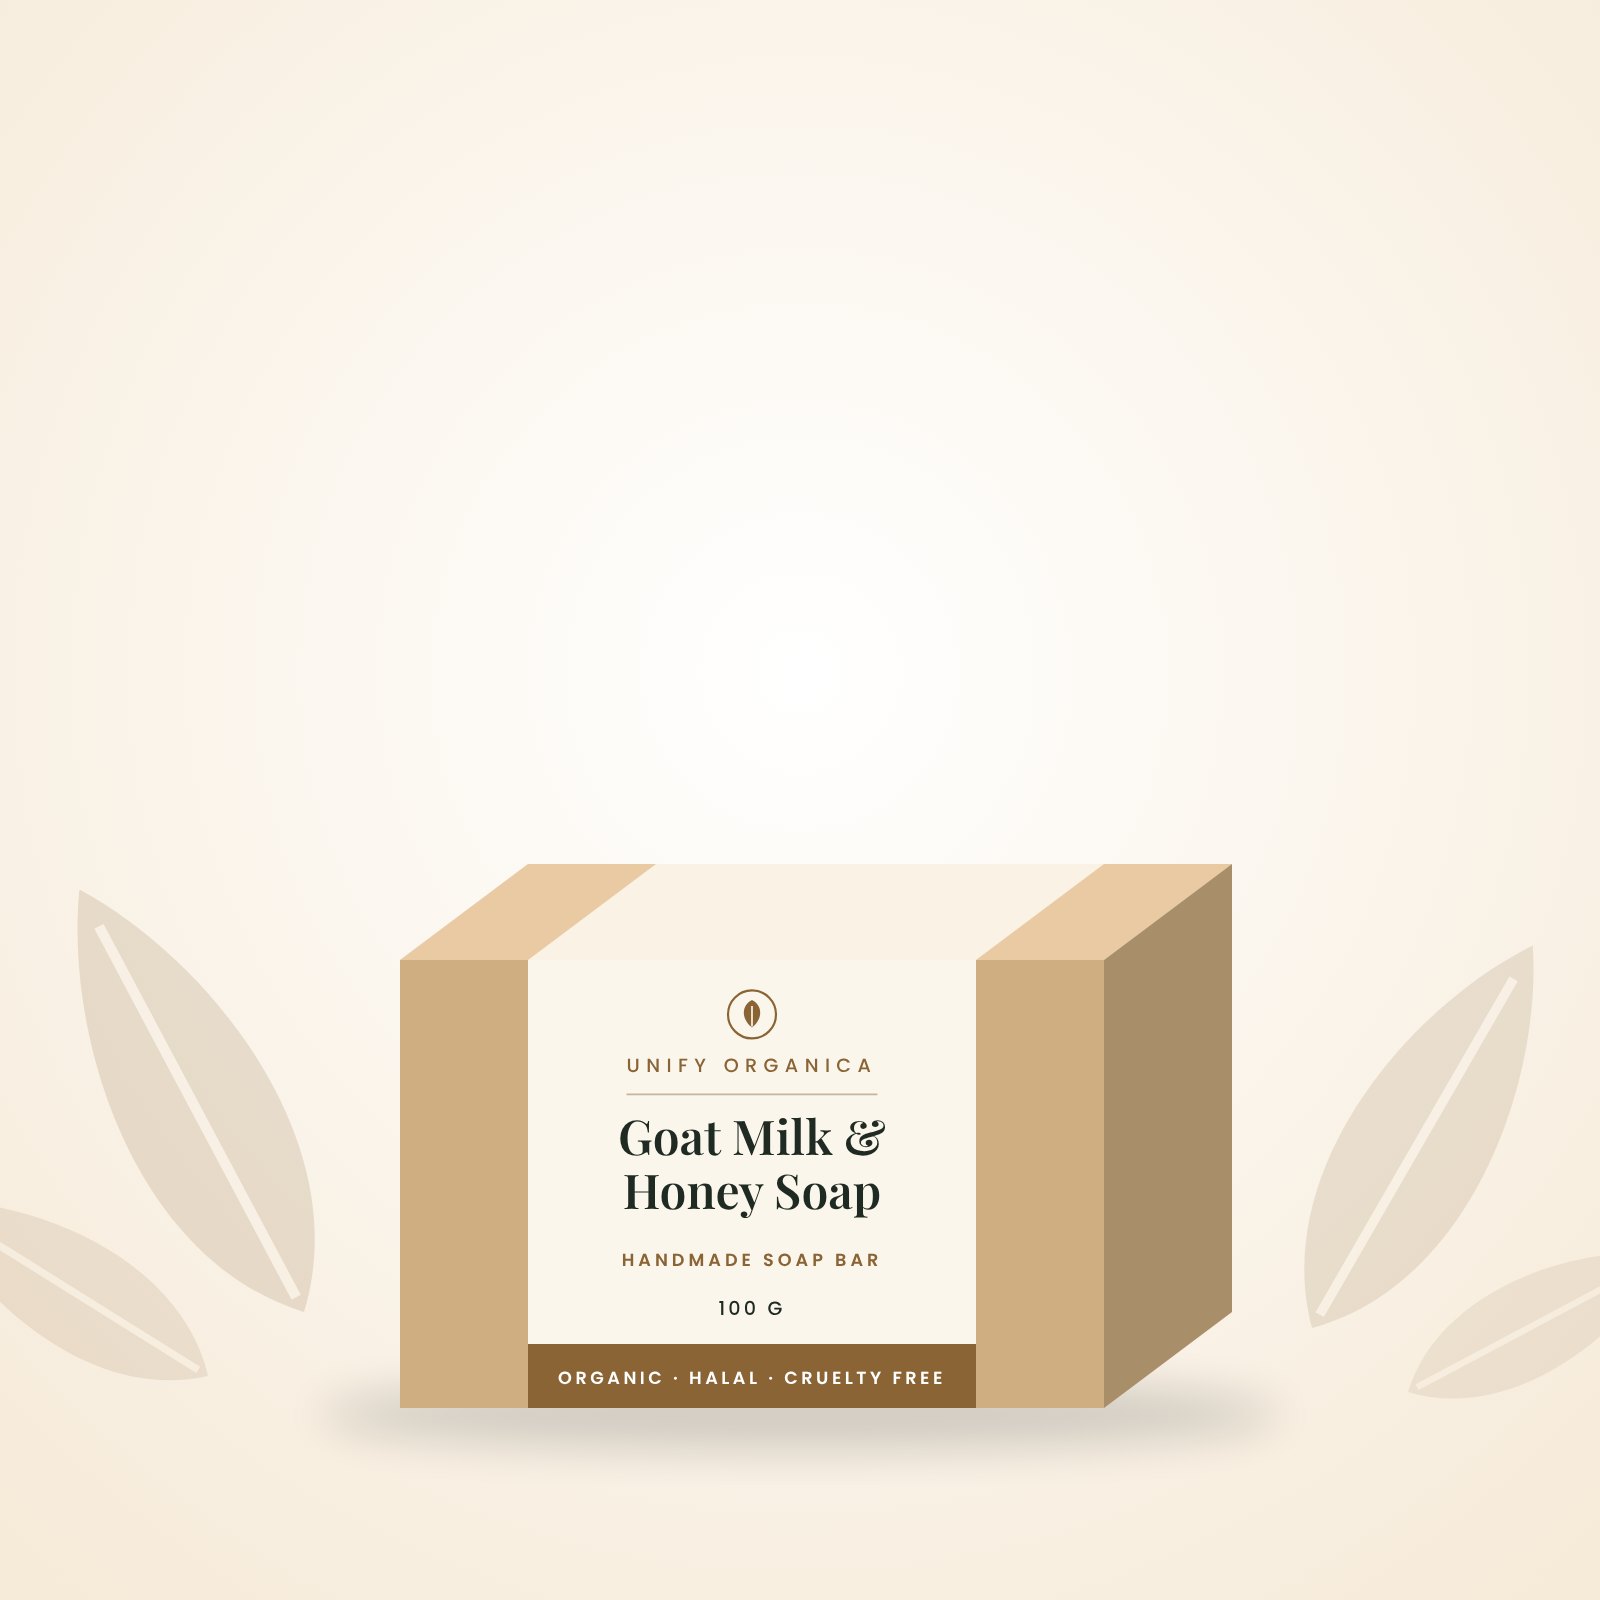 UNIFY ORGANICA
Goat Milk &
Honey Soap
HANDMADE SOAP BAR
100 G
ORGANIC · HALAL · CRUELTY FREE